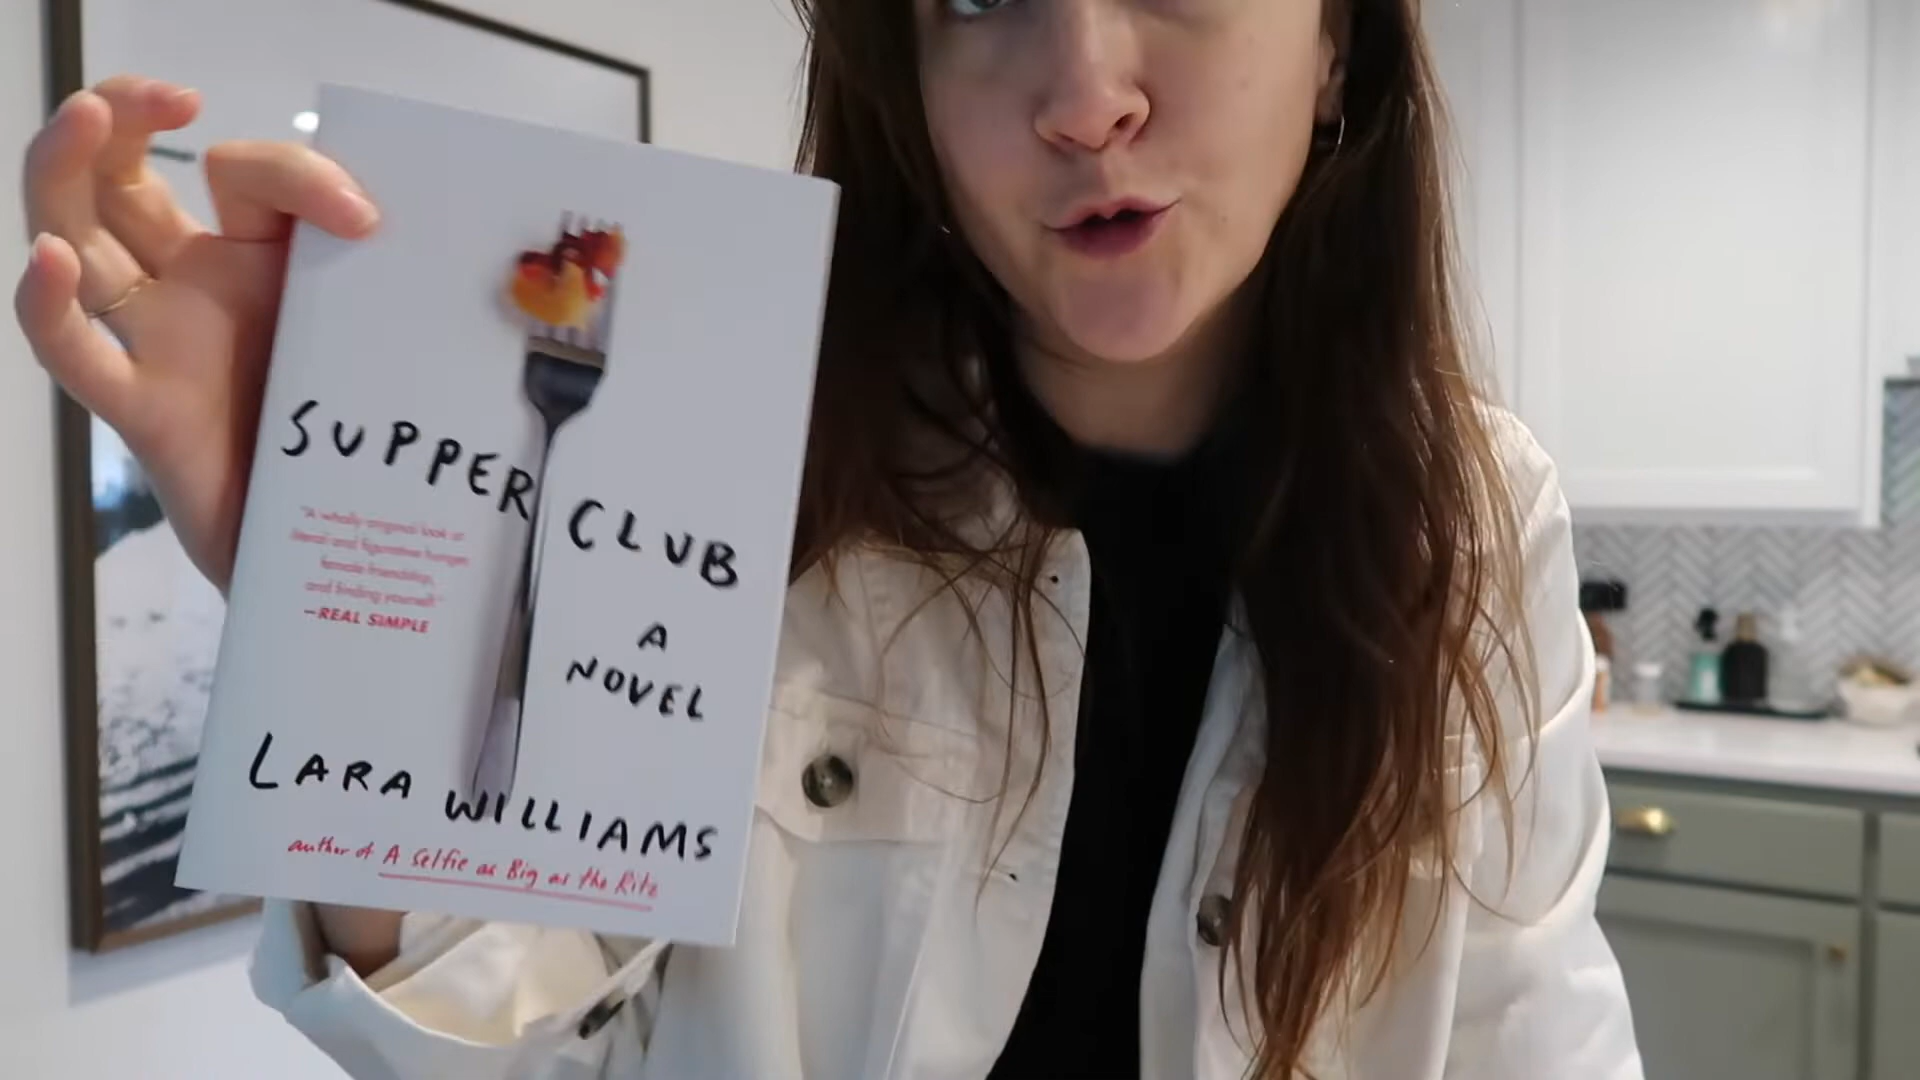 SUPPER CLUB
"A wholly original look at
literal and figurative hunger,
female friendship,
and finding yourself."
—REAL SIMPLE
A
NOVEL
LARA WILLIAMS
author of A Selfie as Big as the Ritz